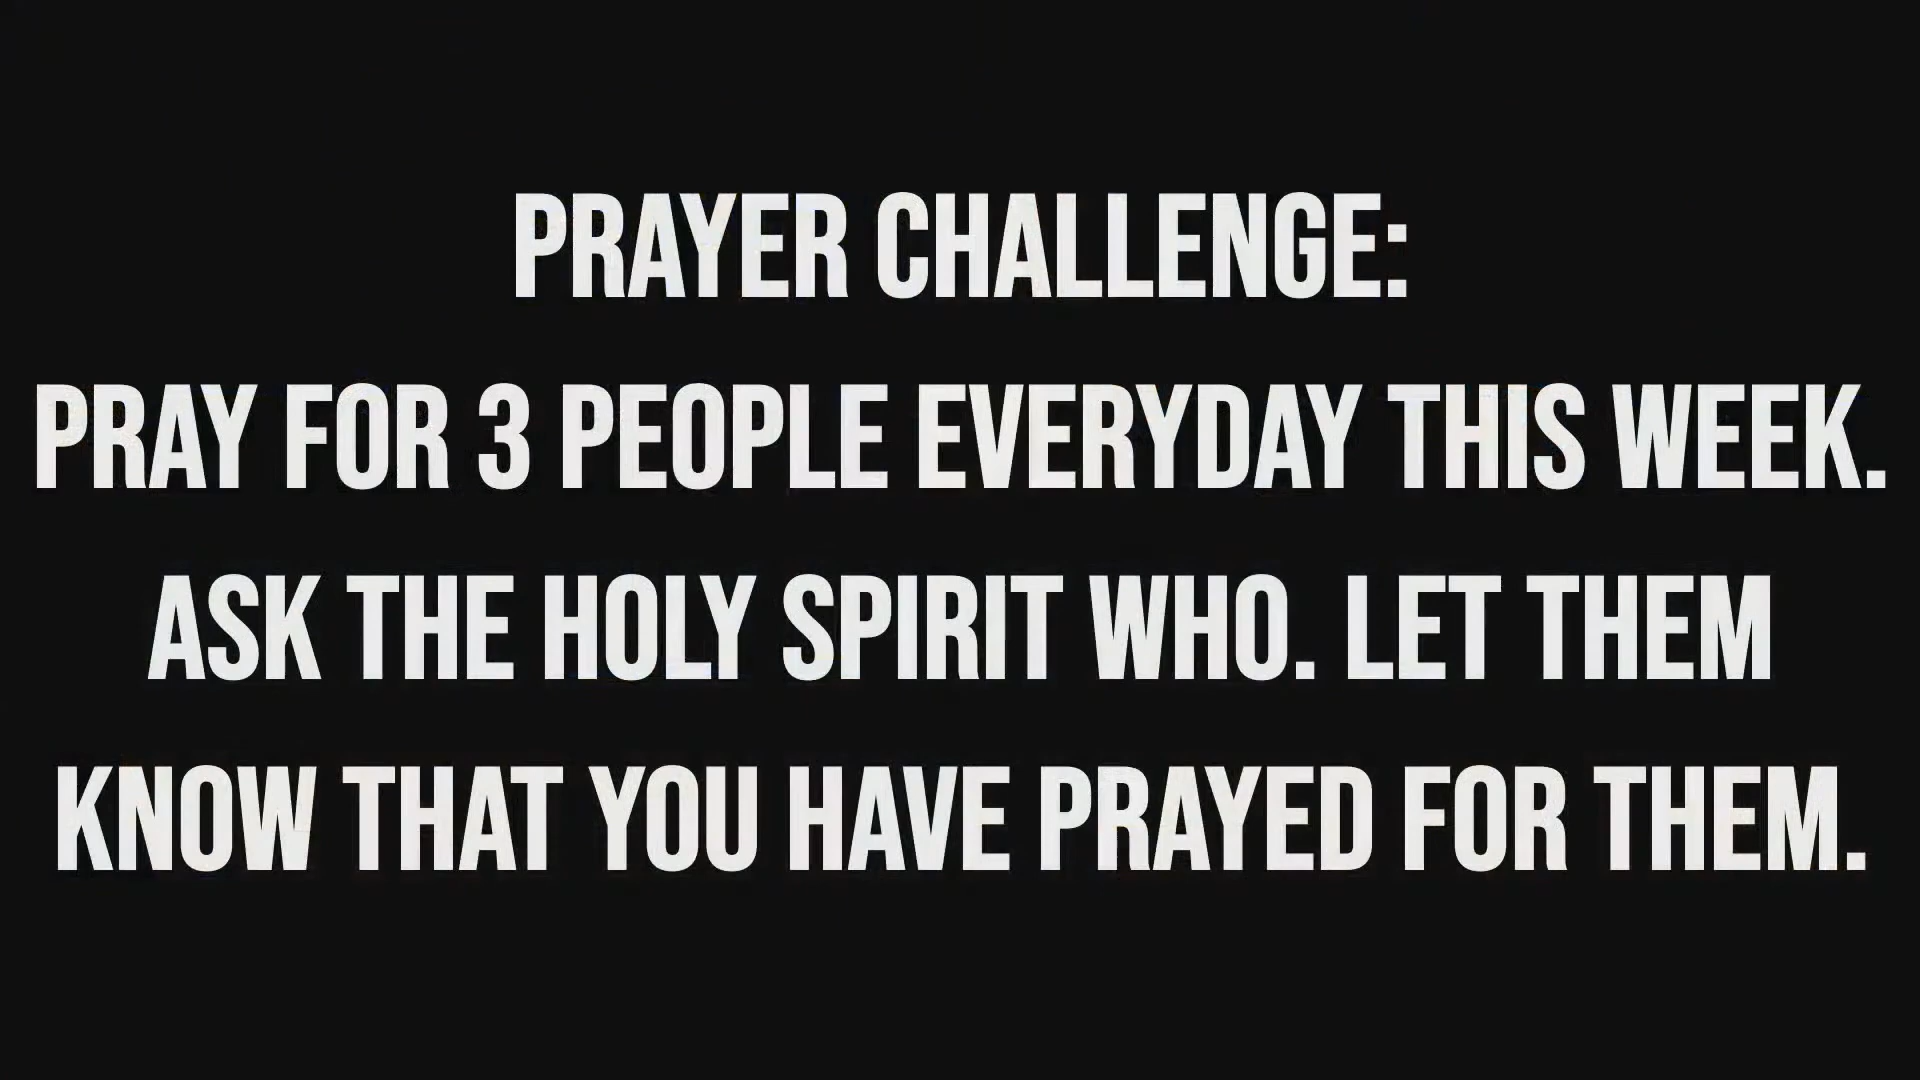 PRAYER CHALLENGE:
PRAY FOR 3 PEOPLE EVERYDAY THIS WEEK.
ASK THE HOLY SPIRIT WHO. LET THEM
KNOW THAT YOU HAVE PRAYED FOR THEM.